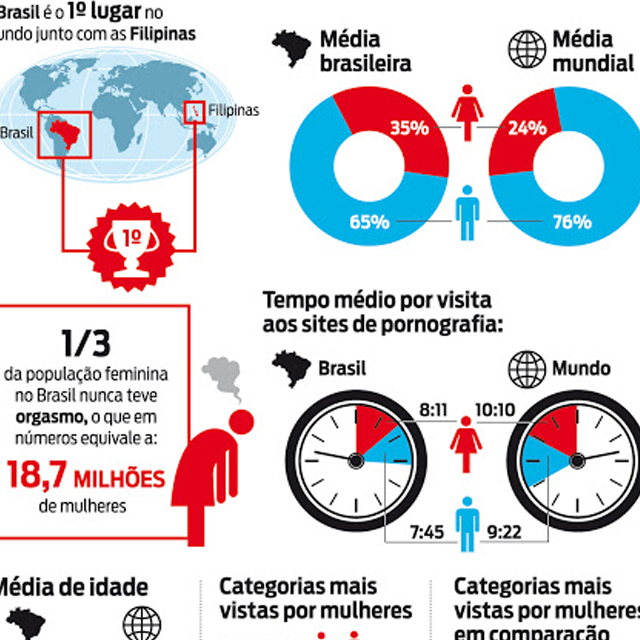 Brasil é o 1º lugar no
undo junto com as Filipinas
Brasil
Filipinas
1º
Média
brasileira
Média
mundial
35%
24%
65%
76%
1/3
da população feminina
no Brasil nunca teve
orgasmo, o que em
números equivale a:
18,7 MILHÕES
de mulheres
Tempo médio por visita
aos sites de pornografia:
Brasil
Mundo
8:11
10:10
7:45
9:22
Média de idade
Categorias mais
vistas por mulheres
Categorias mais
vistas por mulheres
em comparação